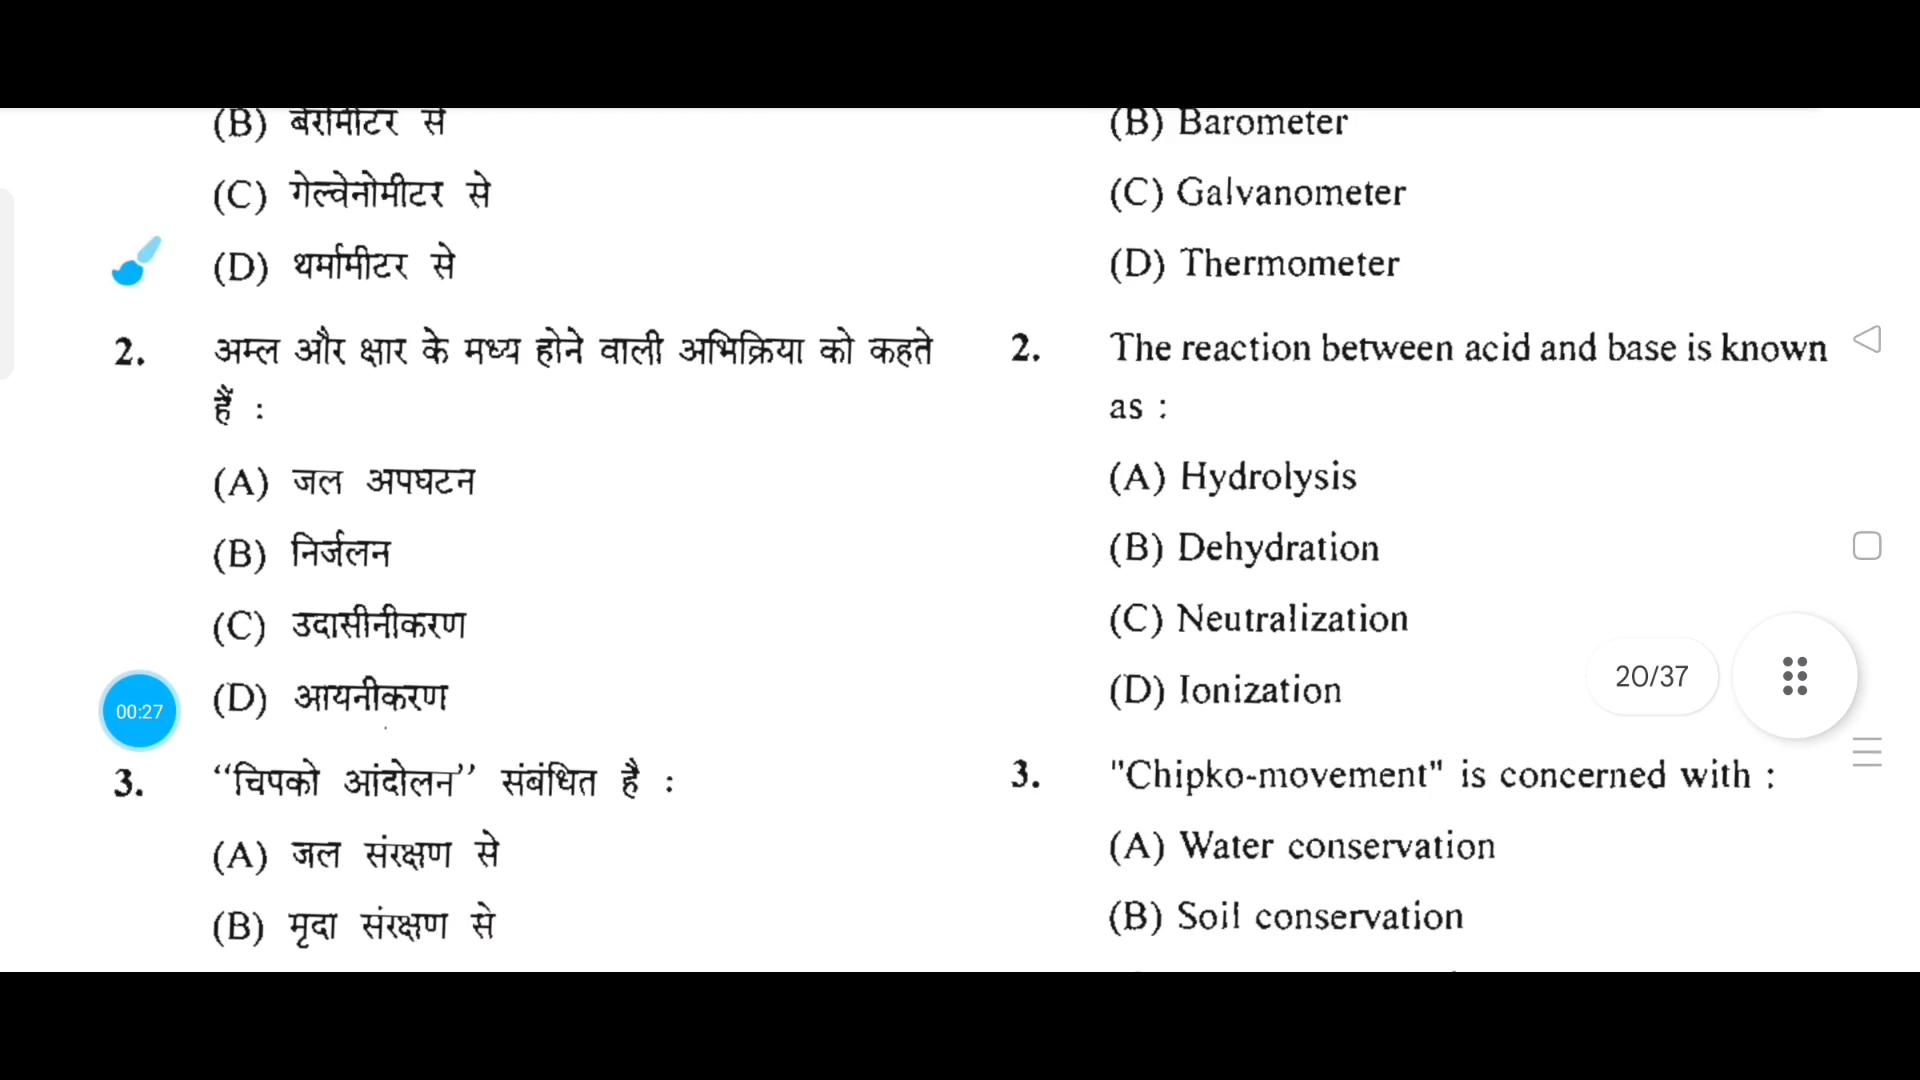 (B) बैरोमीटर से
(C) गेल्वेनोमीटर से
(D) थर्मामीटर से
2. अम्ल और क्षार के मध्य होने वाली अभिक्रिया को कहते
हैं :
(A) जल अपघटन
(B) निर्जलन
(C) उदासीनीकरण
(D) आयनीकरण
3. “चिपको आंदोलन” संबंधित है :
(A) जल संरक्षण से
(B) मृदा संरक्षण से
(B) Barometer
(C) Galvanometer
(D) Thermometer
2. The reaction between acid and base is known
as :
(A) Hydrolysis
(B) Dehydration
(C) Neutralization
(D) Ionization
3. "Chipko-movement" is concerned with :
(A) Water conservation
(B) Soil conservation
00:27
20/37